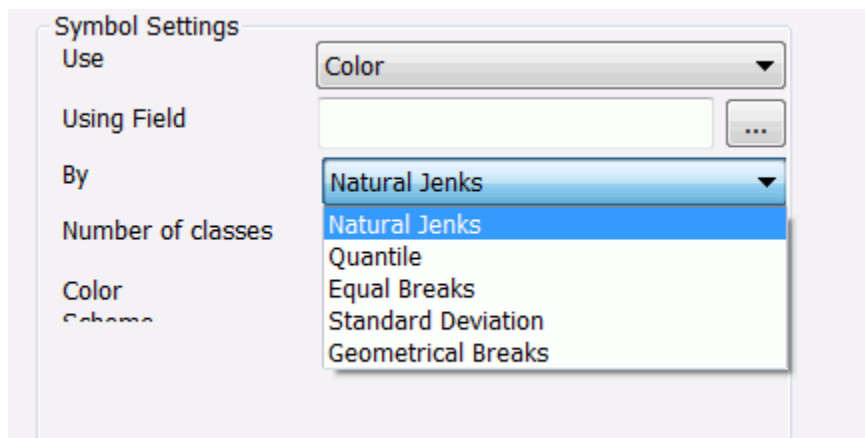 Symbol Settings
Use Color
Using Field ...
By Natural Jenks
Number of classes
Natural Jenks
Quantile
Equal Breaks
Standard Deviation
Geometrical Breaks
Color